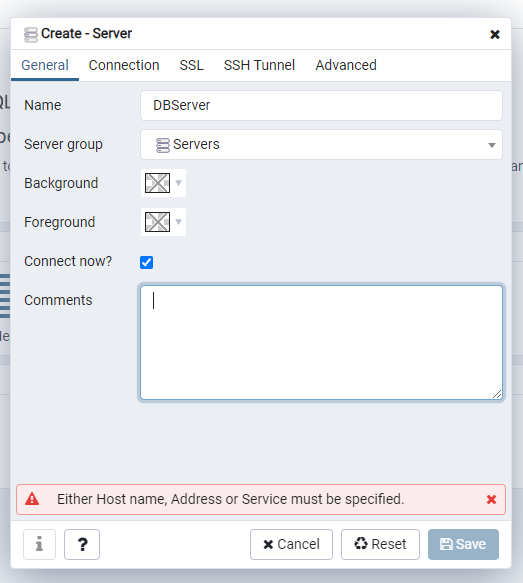 Create - Server
General Connection SSL SSH Tunnel Advanced
Name DBServer
Server group Servers
Background
Foreground
Connect now?
Comments
Either Host name, Address or Service must be specified.
i ? Cancel Reset Save